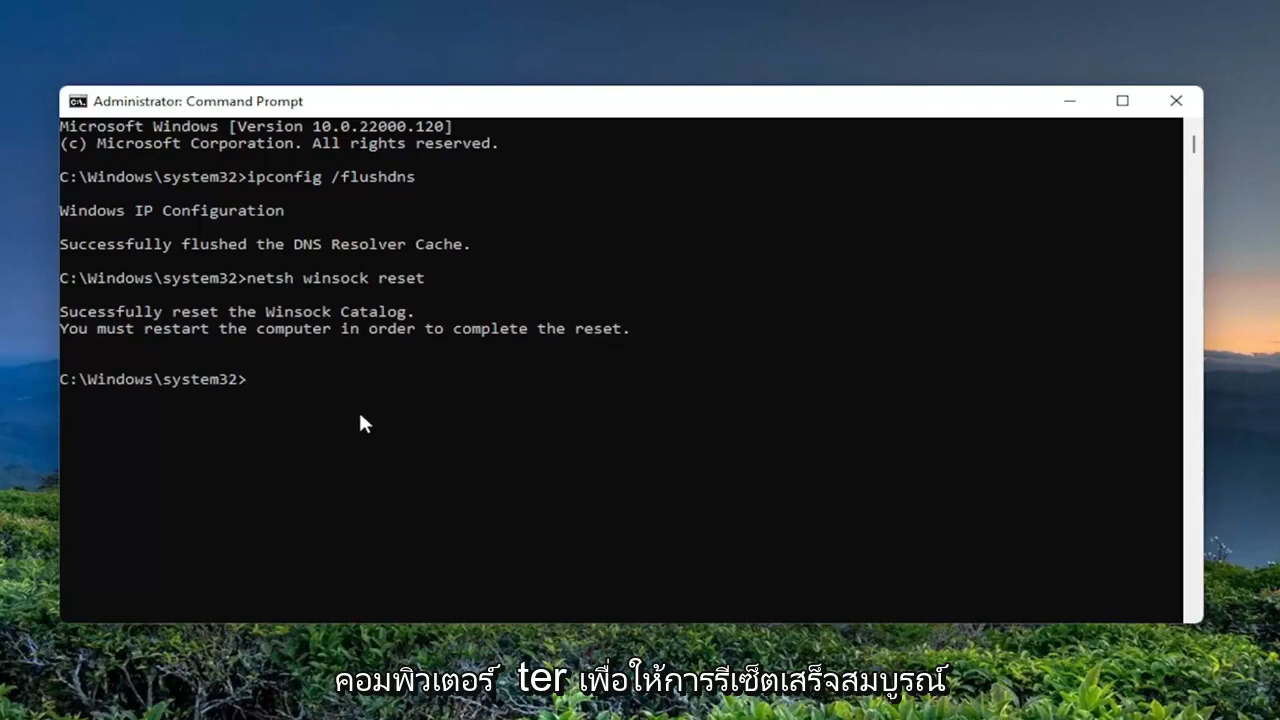 Administrator: Command Prompt
Microsoft Windows [Version 10.0.22000.120]
(c) Microsoft Corporation. All rights reserved.
C:\Windows\system32>ipconfig /flushdns
Windows IP Configuration
Successfully flushed the DNS Resolver Cache.
C:\Windows\system32>netsh winsock reset
Sucessfully reset the Winsock Catalog.
You must restart the computer in order to complete the reset.
C:\Windows\system32>
คอมพิวเตอร์ ter เพื่อให้การรีเซ็ตเสร็จสมบูรณ์